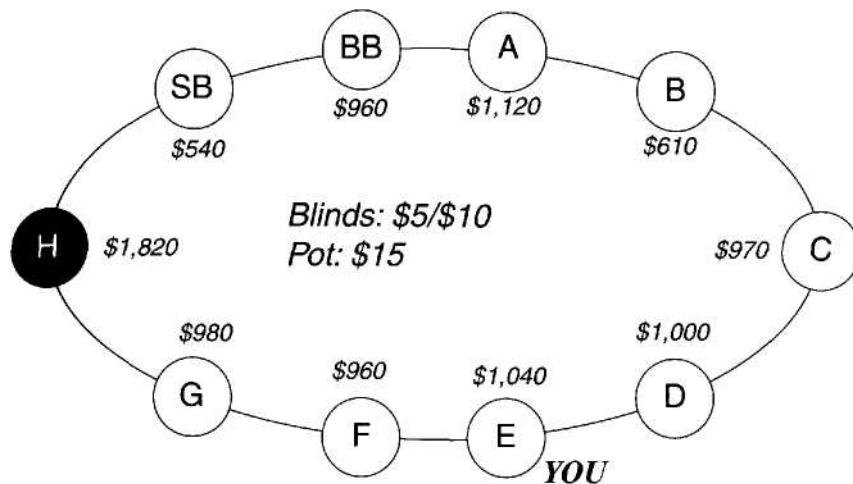 BB
A
SB
B
$960
$1,120
$540
$610
Blinds: $5/$10
H
$1,820
$970
C
Pot: $15
$980
$1,000
$960
$1,040
G
D
F
E
YOU